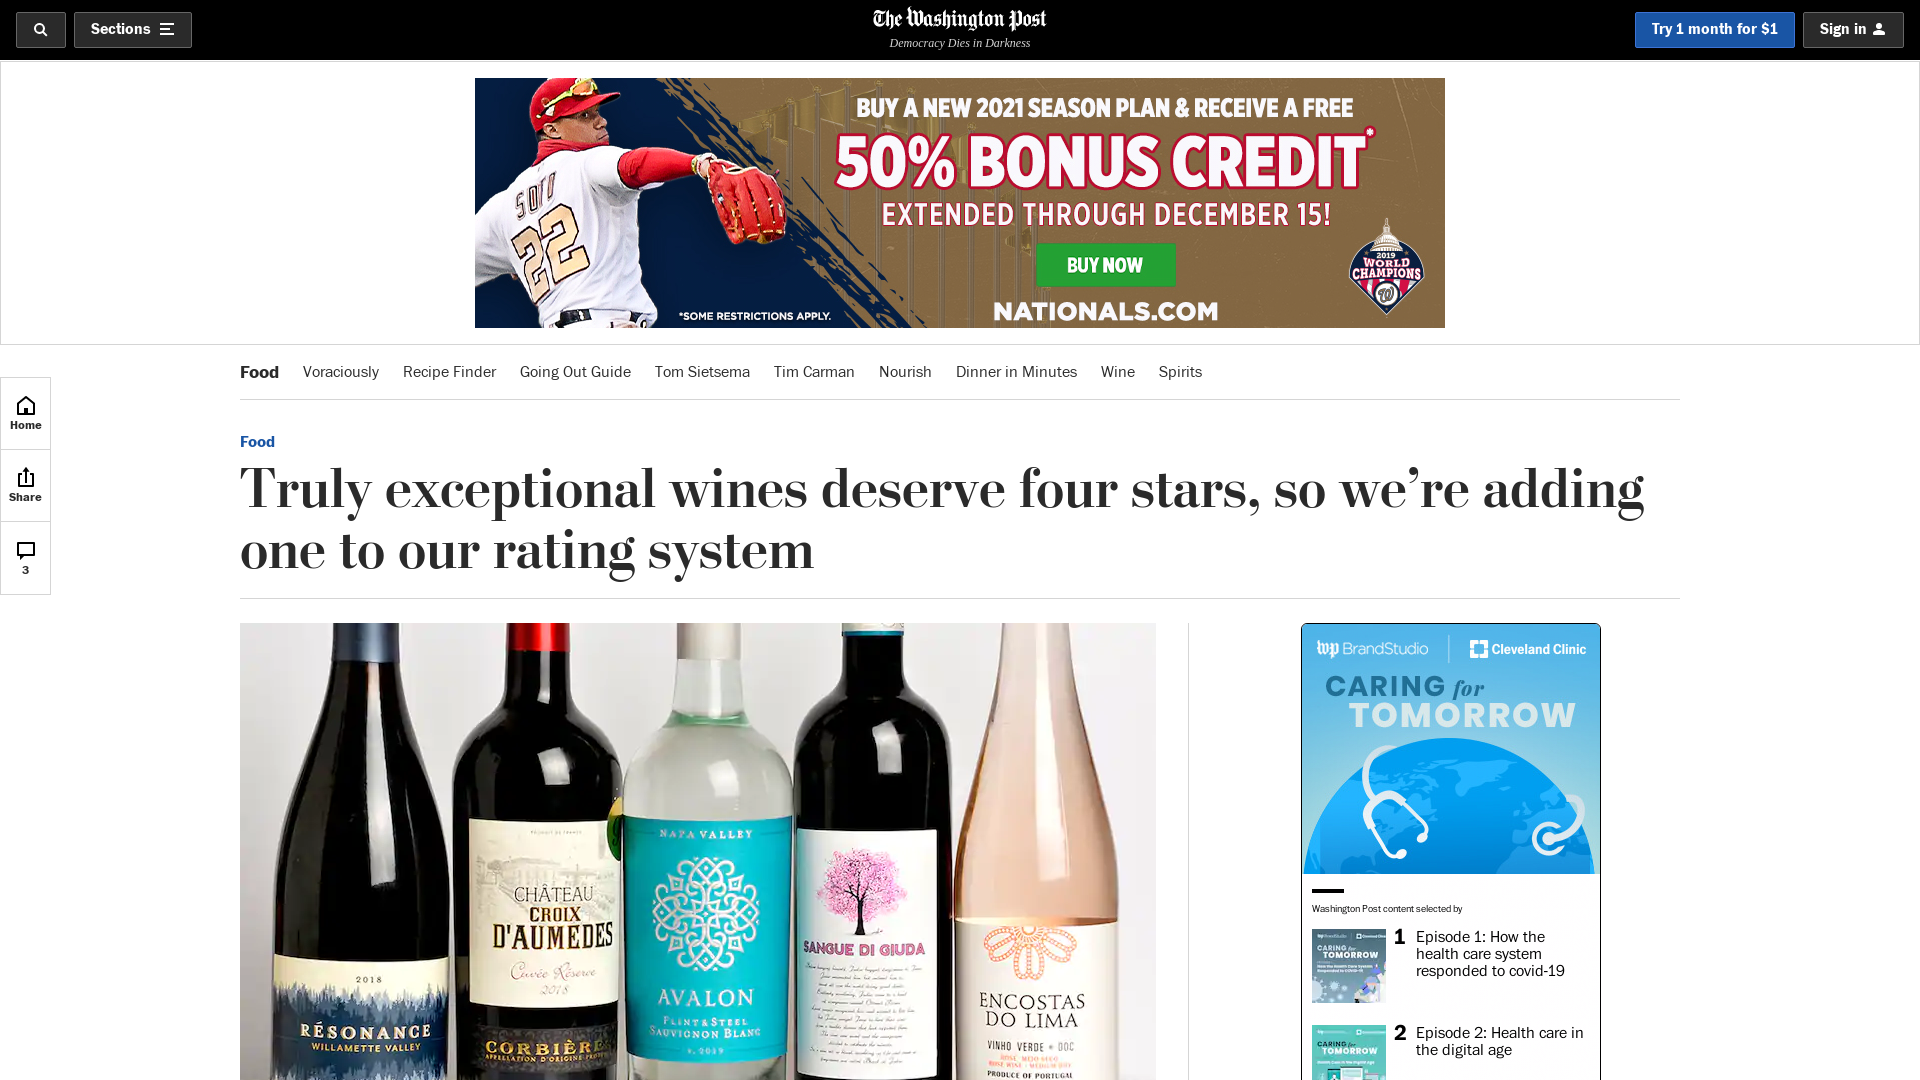 Sections
The Washington Post
Democracy Dies in Darkness
Try 1 month for $1
Sign in
BUY A NEW 2021 SEASON PLAN & RECEIVE A FREE
50% BONUS CREDIT*
EXTENDED THROUGH DECEMBER 15!
BUY NOW
NATIONALS.COM
*SOME RESTRICTIONS APPLY.
SOTO
22
2019
WORLD
CHAMPIONS
W
Food Voraciously Recipe Finder Going Out Guide Tom Sietsema Tim Carman Nourish Dinner in Minutes Wine Spirits
Home
Share
3
Food
Truly exceptional wines deserve four stars, so we’re adding
one to our rating system
2018
RÉSONANCE
WILLAMETTE VALLEY
CHÂTEAU
CROIX
D'AUMEDES
Cuvée Réserve
2018
CORBIÈRES
NAPA VALLEY
AVALON
FLINT & STEEL
SAUVIGNON BLANC
v. 2019
SANGUE DI GIUDA
ENCOSTAS
DO LIMA
VINHO VERDE • DOC
PRODUCE OF PORTUGAL
wp BrandStudio
Cleveland Clinic
CARING for
TOMORROW
Washington Post content selected by
1 Episode 1: How the
health care system
responded to covid-19
CARING for
TOMORROW
2 Episode 2: Health care in
the digital age
CARING for
TOMORROW